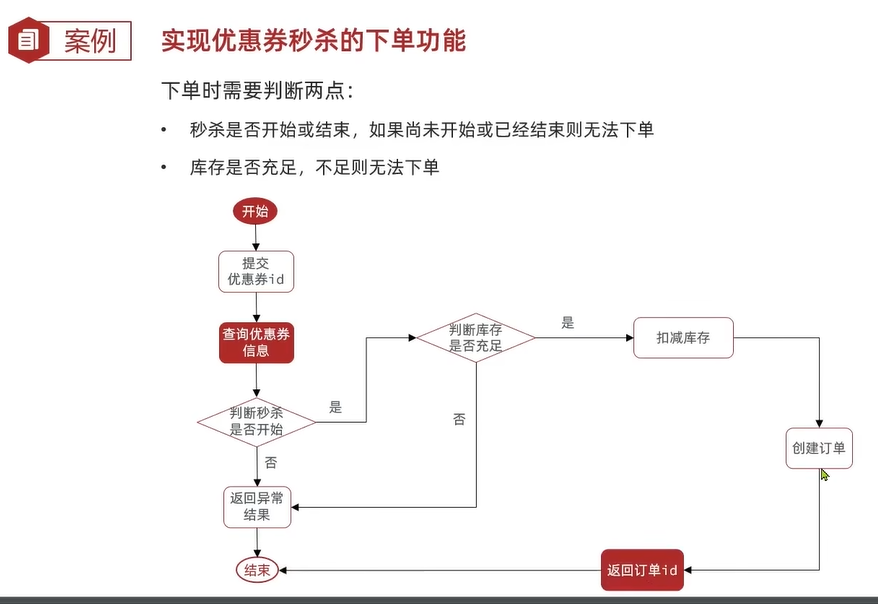 案例
实现优惠券秒杀的下单功能
下单时需要判断两点：
• 秒杀是否开始或结束，如果尚未开始或已经结束则无法下单
• 库存是否充足，不足则无法下单
开始
提交
优惠券id
查询优惠券
信息
判断秒杀
是否开始
是
否
返回异常
结果
结束
判断库存
是否充足
是
否
扣减库存
创建订单
返回订单id